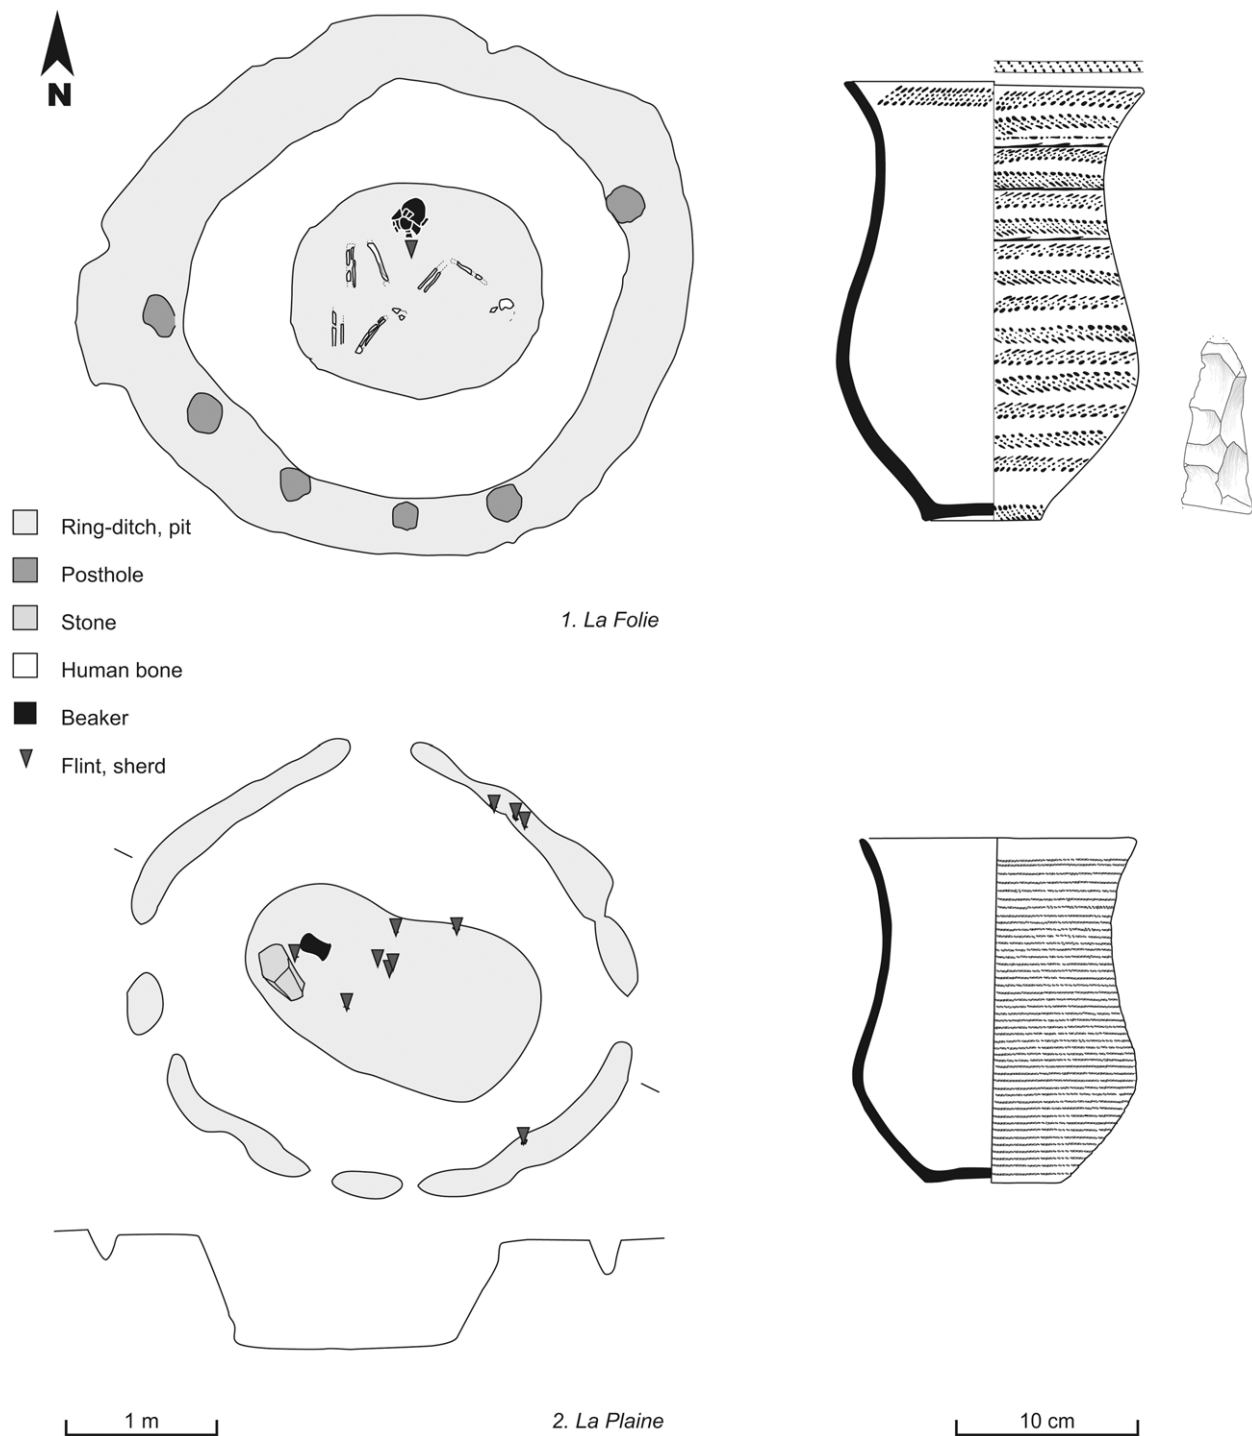 N
Ring-ditch, pit
Posthole
Stone
Human bone
Beaker
Flint, sherd
1. La Folie
1 m
2. La Plaine
10 cm